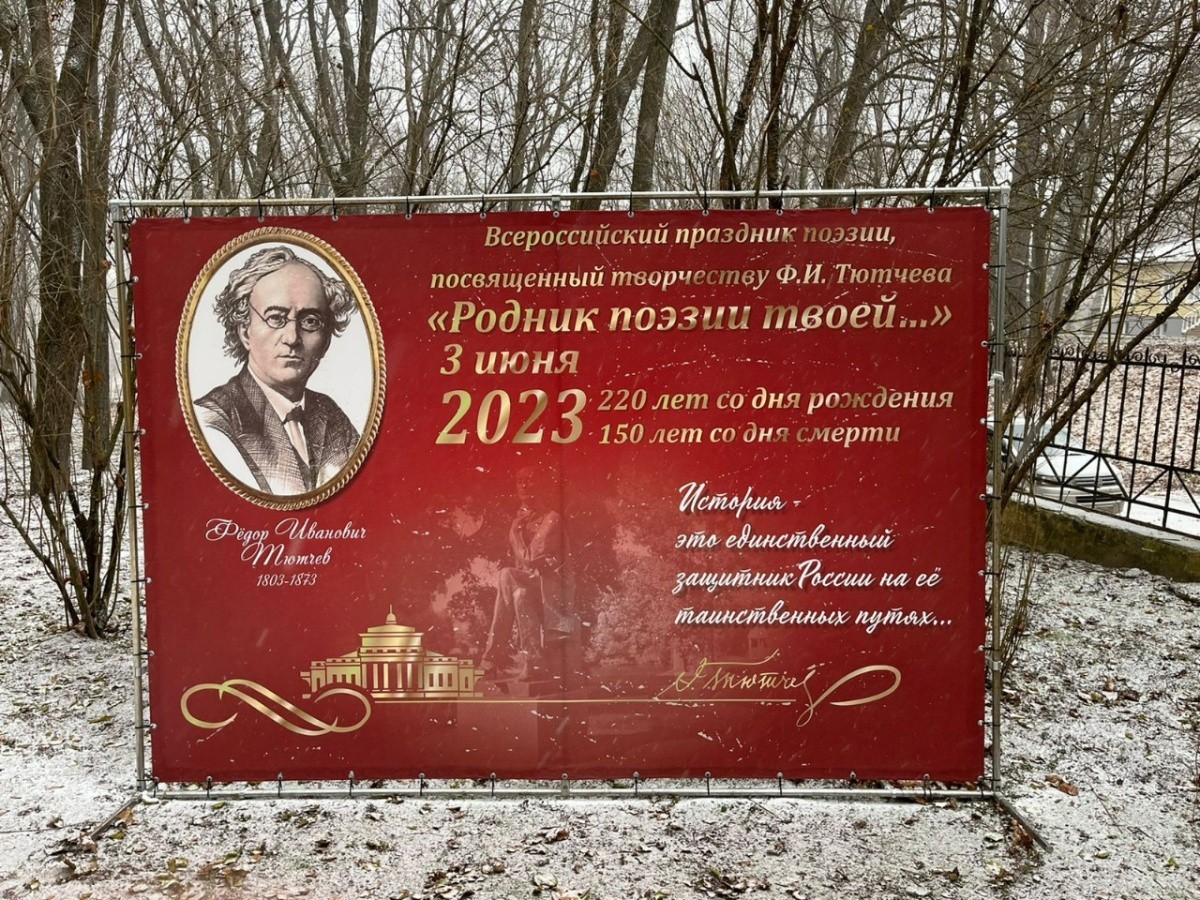 Всероссийский праздник поэзии,
посвященный творчеству Ф.И. Тютчева
«Родник поэзии твоей...»
3 июня
2023
220 лет со дня рождения
150 лет со дня смерти
Фёдор Иванович
Тютчев
1803-1873
История -
это единственный
защитник России на её
таинственных путях...
Ѳ. Тютчев